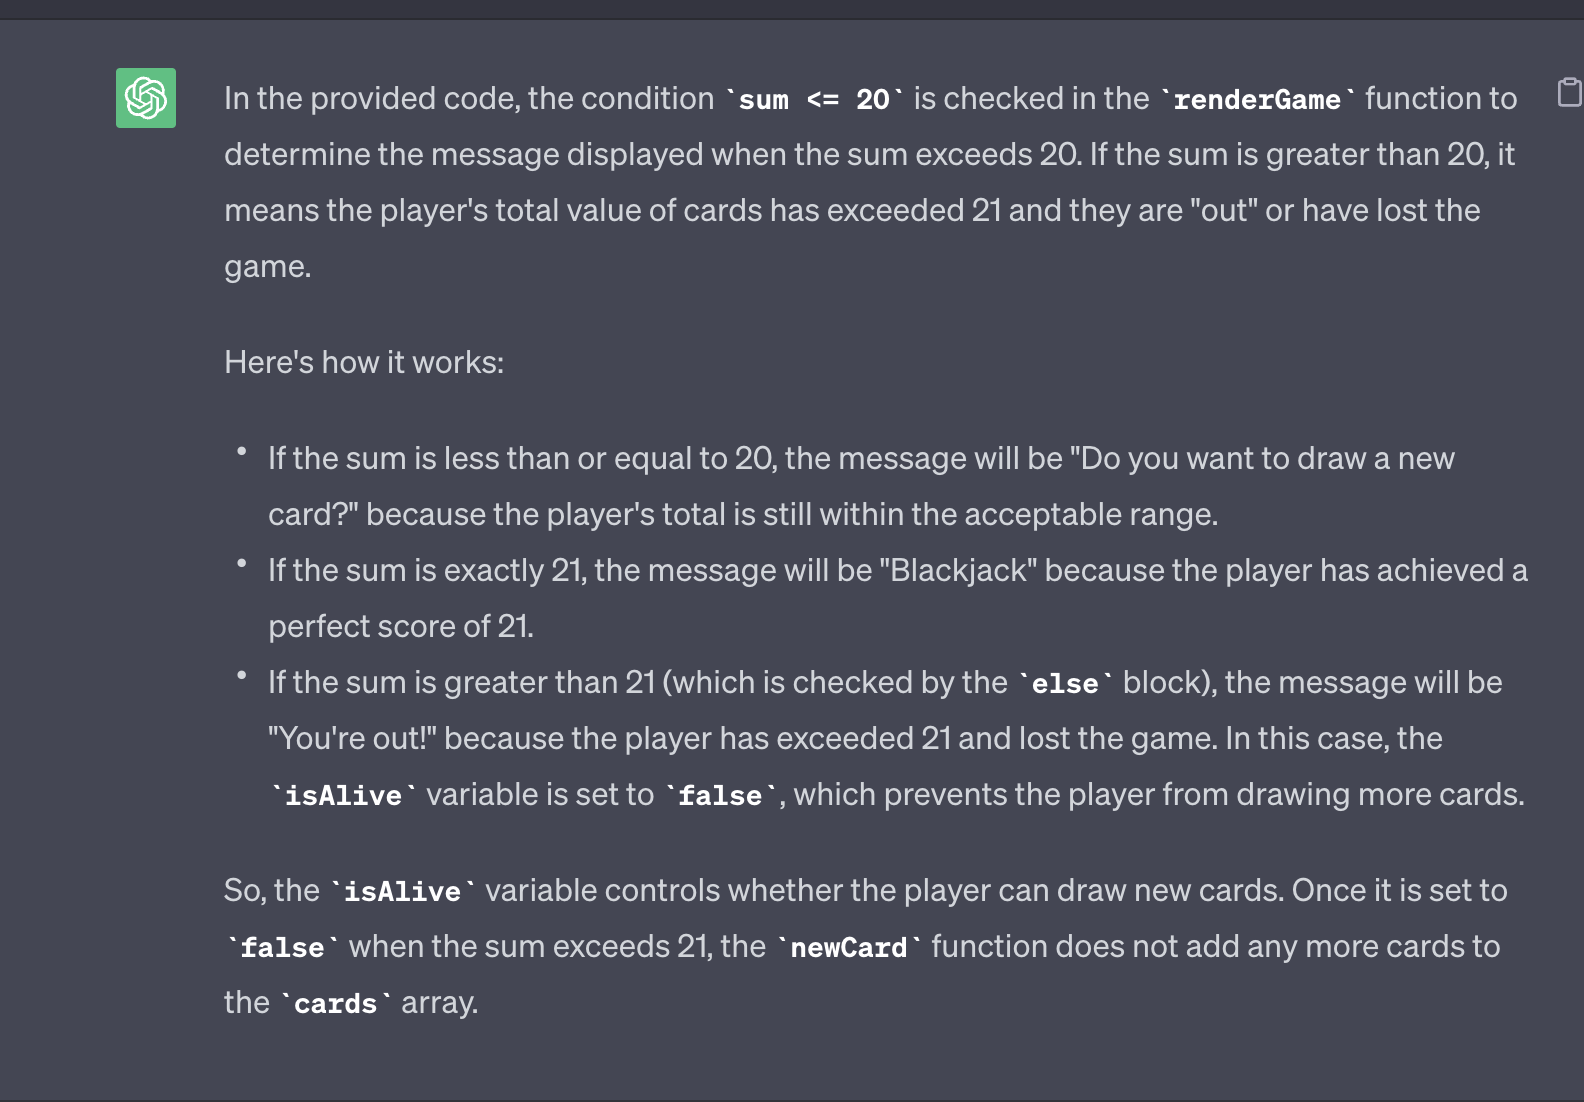 In the provided code, the condition `sum <= 20` is checked in the `renderGame` function to
determine the message displayed when the sum exceeds 20. If the sum is greater than 20, it
means the player's total value of cards has exceeded 21 and they are "out" or have lost the
game.
Here's how it works:
• If the sum is less than or equal to 20, the message will be "Do you want to draw a new
card?" because the player's total is still within the acceptable range.
• If the sum is exactly 21, the message will be "Blackjack" because the player has achieved a
perfect score of 21.
• If the sum is greater than 21 (which is checked by the `else` block), the message will be
"You're out!" because the player has exceeded 21 and lost the game. In this case, the
`isAlive` variable is set to `false`, which prevents the player from drawing more cards.
So, the `isAlive` variable controls whether the player can draw new cards. Once it is set to
`false` when the sum exceeds 21, the `newCard` function does not add any more cards to
the `cards` array.